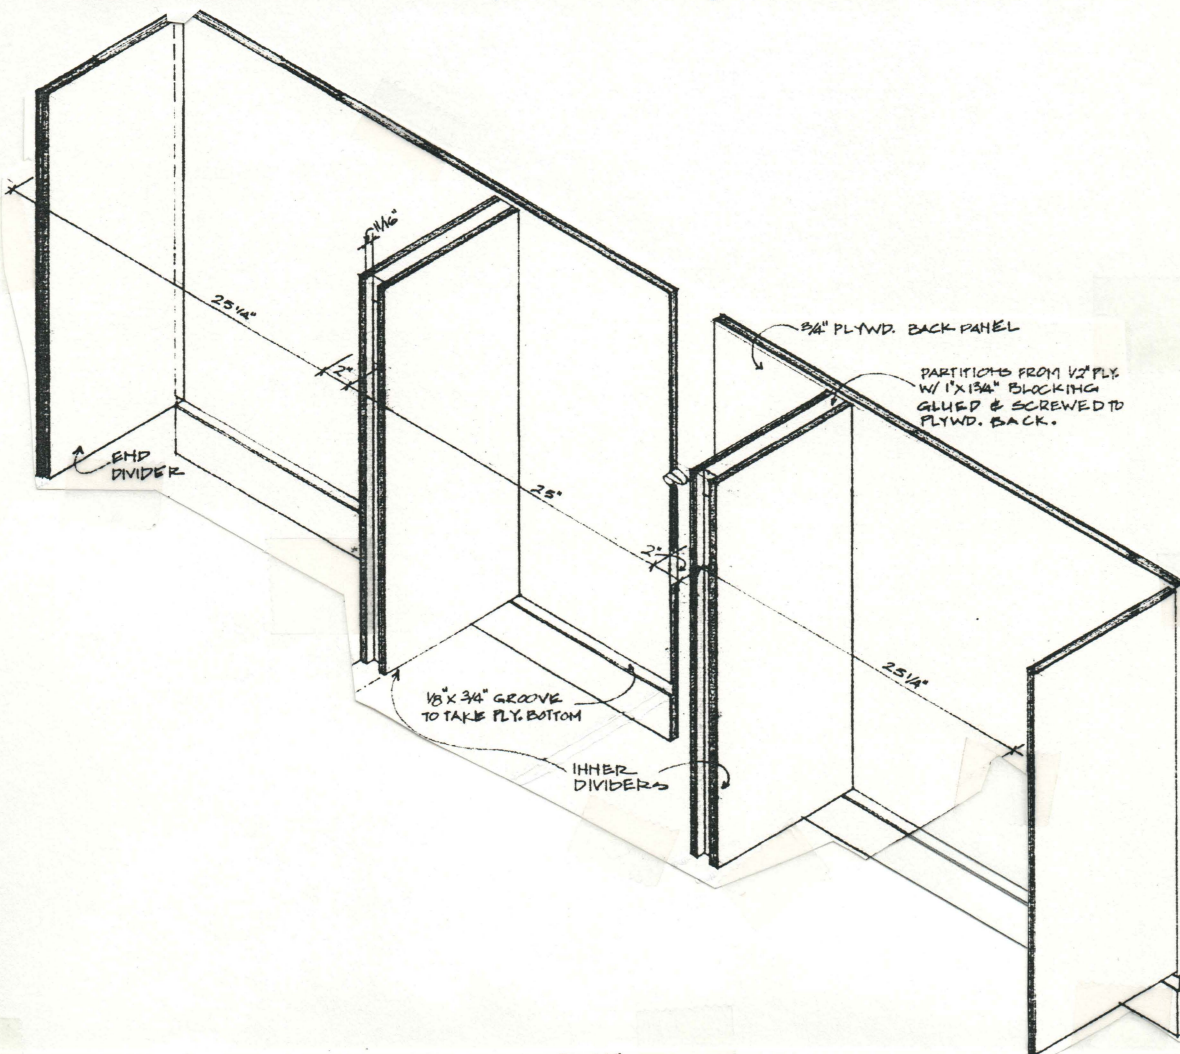 11/16"
25 1/4"
2"
3/4" PLYWD. BACK PANEL
PARTITIONS FROM 1/2" PLY.
W/ 1" X 1 3/4" BLOCKING
GLUED & SCREWED TO
PLYWD. BACK.
END
DIVIDER
25"
2"
25 1/4"
1/8" X 3/4" GROOVE
TO TAKE PLY. BOTTOM
INNER
DIVIDERS